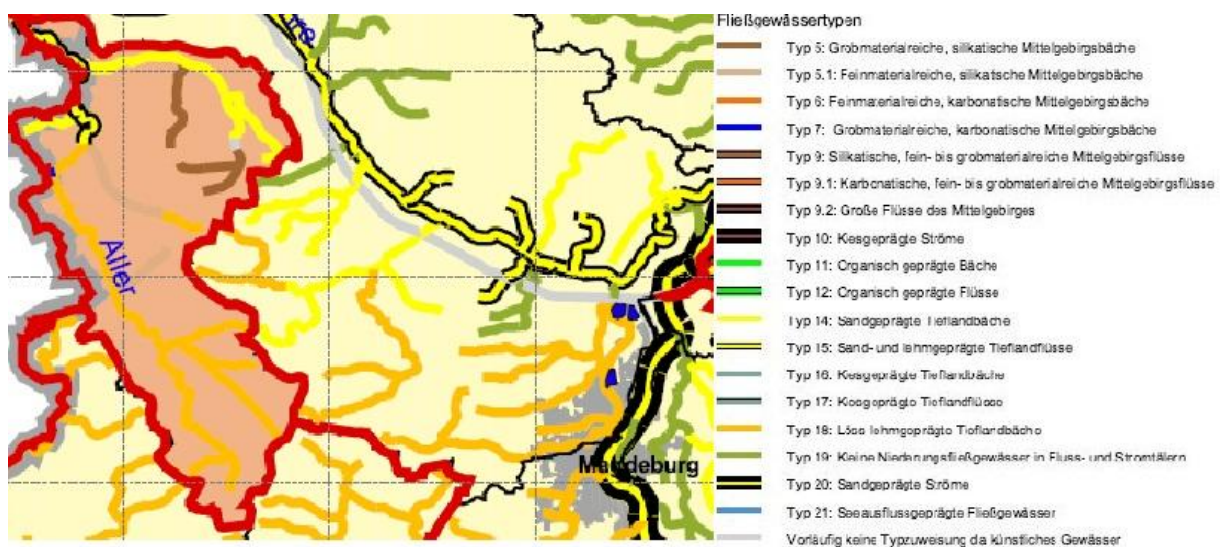 Fließgewässertypen
Typ 5: Grobmaterialreiche, silikatische Mittelgebirgsbäche
Typ 5.1: Feinmaterialreiche, silikatsche Mittelgebirgsbäche
Typ 6: Feinmaterialreiche, karbonatische Mittelgebirgsbäche
Typ 7: Grobmaterialreiche, karbonatische Mittelgebirgsbäche
Typ 9: Silikatische, fein- bis grobmaterialreiche Mittelgebirgsflüsse
Typ 9.1: Karbonatische, fein- bis grobmaterialreiche Mittelgebirgsflüsse
Typ 9.2: Große Flüsse des Mittelgebirges
Typ 10: Kesgeprägte Ströme
Typ 11: Organisch geprägte Bäche
Typ 12: Organisch geprägte Flüsse
Typ 14: Sandgeprägte Tieflandbäche
Typ 15: Sand- und lehmgeprägte Tieflandflüsse
Typ 16: Kiesgeprägte Tieflandbäche
Typ 17: Kiesgeprägte Tieflandflüsse
Typ 18: Löss lehmgeprägte Tieflandbäche
Typ 19: Kleine Niederungsfließgewässer in Fluss- und Stromtälern
Typ 20: Sandgeprägte Ströme
Typ 21: Seeausflussgeprägte Fließgewässer
Vorläufig keine Typzuweisung da künstliches Gewässer
Aller
Magdeburg